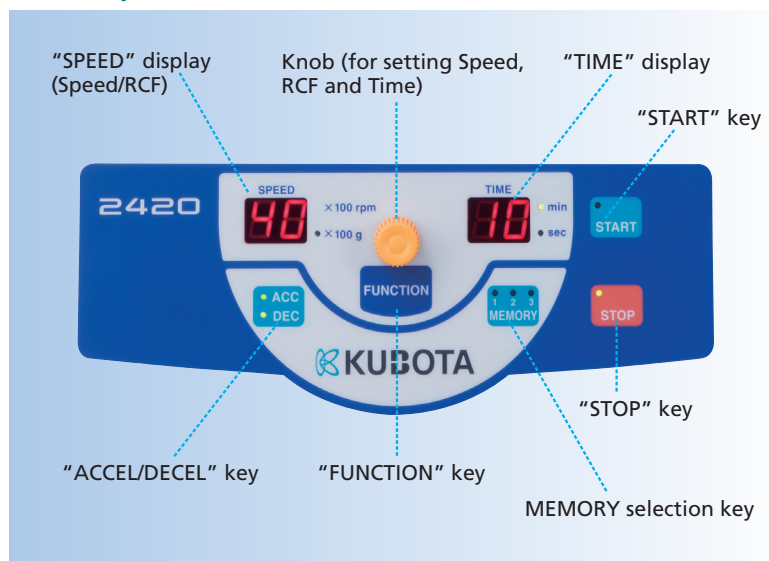 "SPEED" display
(Speed/RCF)
Knob (for setting Speed,
RCF and Time)
"TIME" display
"START" key
2420
SPEED
40
×100 rpm
×100 g
TIME
10
min
sec
START
FUNCTION
ACC
DEC
1 2 3
MEMORY
STOP
KUBOTA
"STOP" key
"ACCEL/DECEL" key
"FUNCTION" key
MEMORY selection key